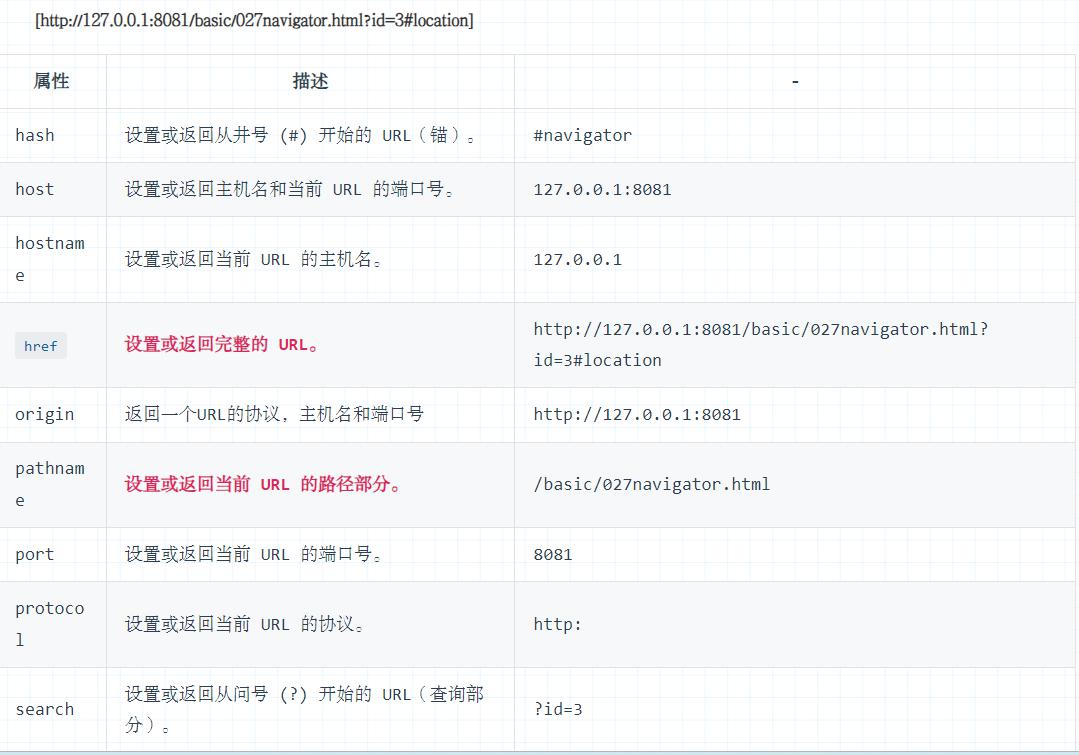 [http://127.0.0.1:8081/basic/027navigator.html?id=3#location]
属性 描述 -
hash 设置或返回从井号 (#) 开始的 URL（锚）。 #navigator
host 设置或返回主机名和当前 URL 的端口号。 127.0.0.1:8081
hostnam
e 设置或返回当前 URL 的主机名。 127.0.0.1
href 设置或返回完整的 URL。 http://127.0.0.1:8081/basic/027navigator.html?
id=3#location
origin 返回一个URL的协议，主机名和端口号 http://127.0.0.1:8081
pathnam
e 设置或返回当前 URL 的路径部分。 /basic/027navigator.html
port 设置或返回当前 URL 的端口号。 8081
protoco
l 设置或返回当前 URL 的协议。 http:
search 设置或返回从问号 (?) 开始的 URL（查询部
分）。 ?id=3